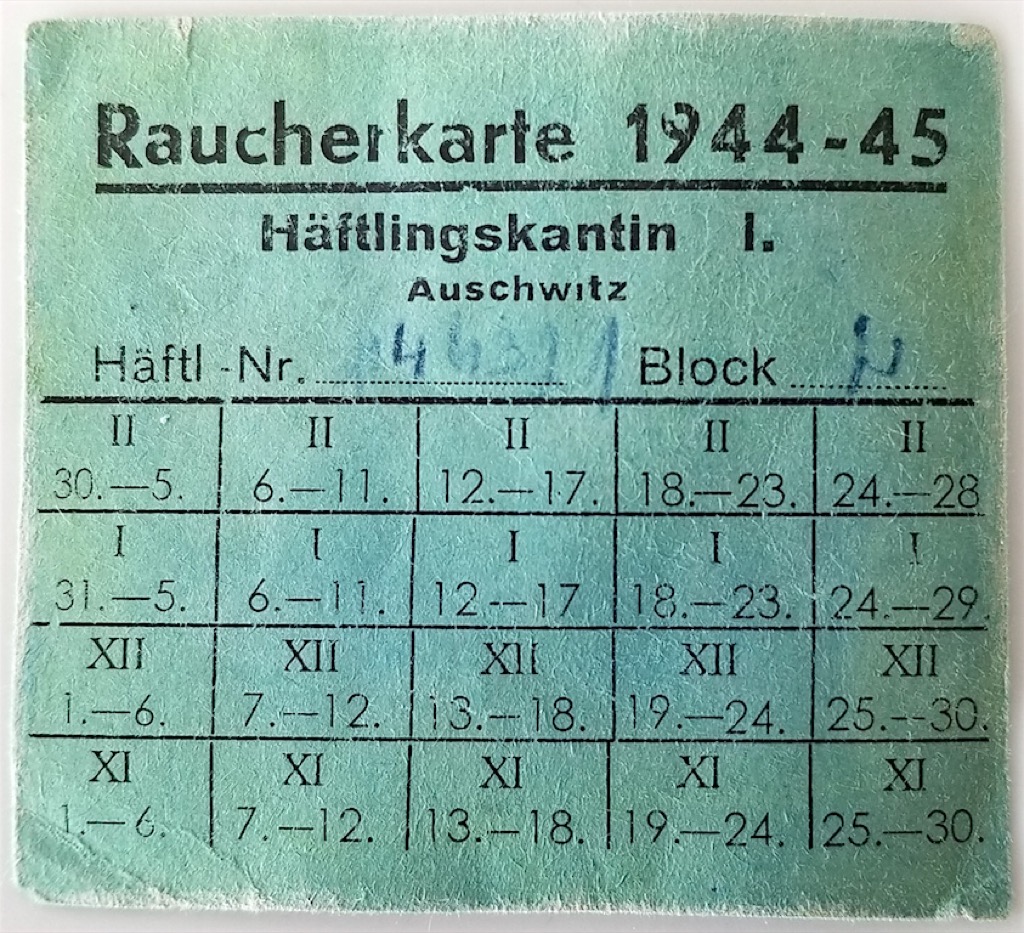 Raucherkarte 1944-45
Häftlingskantin I.
Auschwitz
Häftl-Nr. Block
II II II II II
30.—5. 6.—11. 12.—17. 18.—23. 24.—28
I I I I I
31.—5. 6.—11. 12.—17 18.—23. 24.—29.
XII XII XII XII XII
1.—6. 7.—12. 13.—18. 19.—24. 25.—30.
XI XI XI XI XI
1.—6. 7.—12. 13.—18. 19.—24. 25.—30.